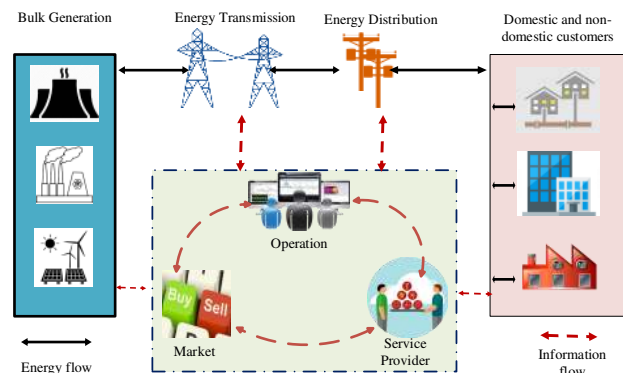 Bulk Generation
Energy Transmission
Energy Distribution
Domestic and non-
domestic customers
Operation
Buy
Sell
Market
Service
Provider
Energy flow
Information
flow